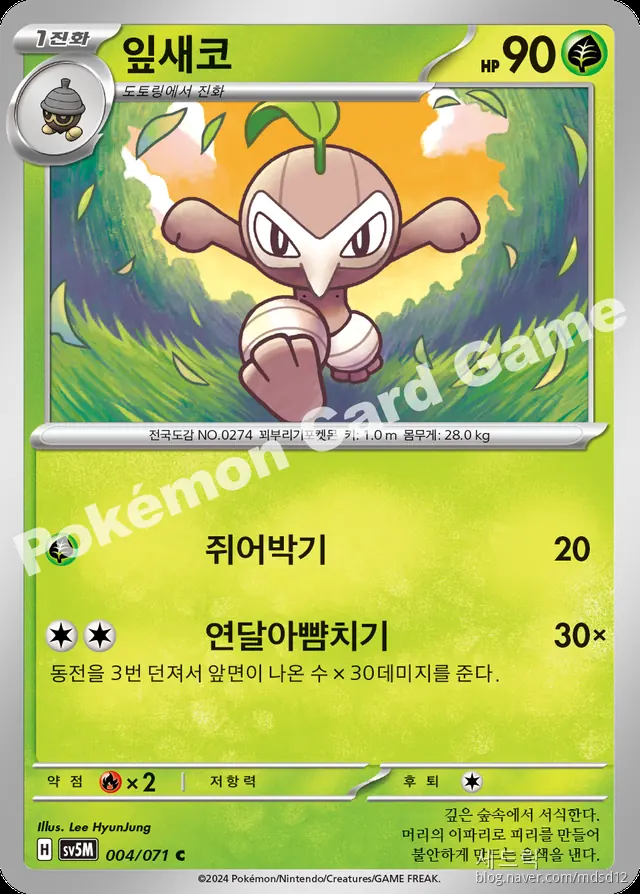 1진화
잎새코
HP 90
도토링에서 진화
전국도감 NO.0274 꾀부리기포켓몬 키: 1.0 m 몸무게: 28.0 kg
Pokémon Card Game
쥐어박기 20
연달아뺨치기 30×
동전을 3번 던져서 앞면이 나온 수 × 30데미지를 준다.
약점 ×2 저항력 후퇴
Illus. Lee HyunJung
H SV5M 004/071 C
깊은 숲속에서 서식한다.
머리의 이파리로 피리를 만들어
불안하게 만드는 음색을 낸다.
©2024 Pokémon/Nintendo/Creatures/GAME FREAK.
blog.naver.com/mdsd12